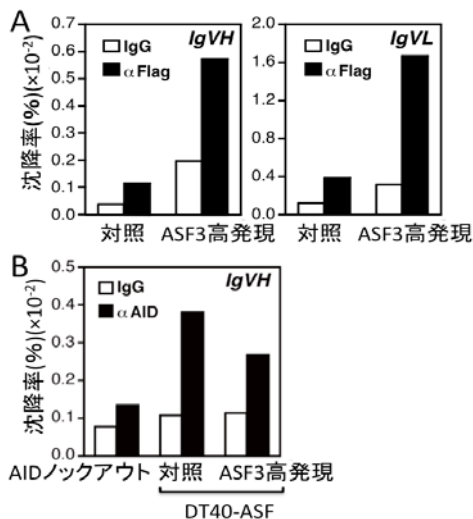 A
沈降率(%)(×10-2)
0.7
0.6
0.5
0.4
0.3
0.2
0.1
0.0
IgG
αFlag
IgVH
対照
ASF3高発現
2.0
1.6
1.2
0.8
0.4
0.0
IgG
αFlag
IgVL
対照
ASF3高発現
B
沈降率(%)(×10-2)
0.5
0.4
0.3
0.2
0.1
0.0
IgG
αAID
IgVH
AIDノックアウト
対照
ASF3高発現
DT40-ASF